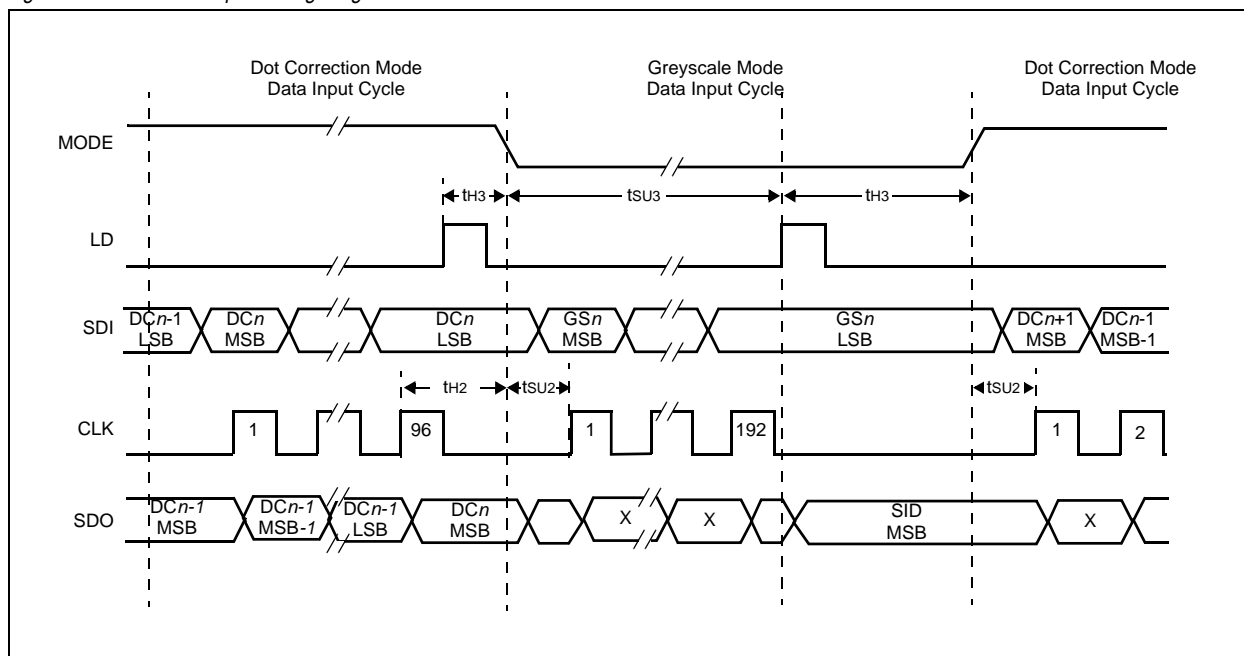 Dot Correction Mode
Data Input Cycle
Greyscale Mode
Data Input Cycle
Dot Correction Mode
Data Input Cycle
MODE
tH3
tSU3
tH3
LD
SDI
DCn-1
LSB
DCn
MSB
DCn
LSB
GSn
MSB
GSn
LSB
DCn+1
MSB
DCn-1
MSB-1
tH2
tSU2
tSU2
CLK
1
96
1
192
1
2
SDO
DCn-1
MSB
DCn-1
MSB-1
DCn-1
LSB
DCn
MSB
X
X
SID
MSB
X